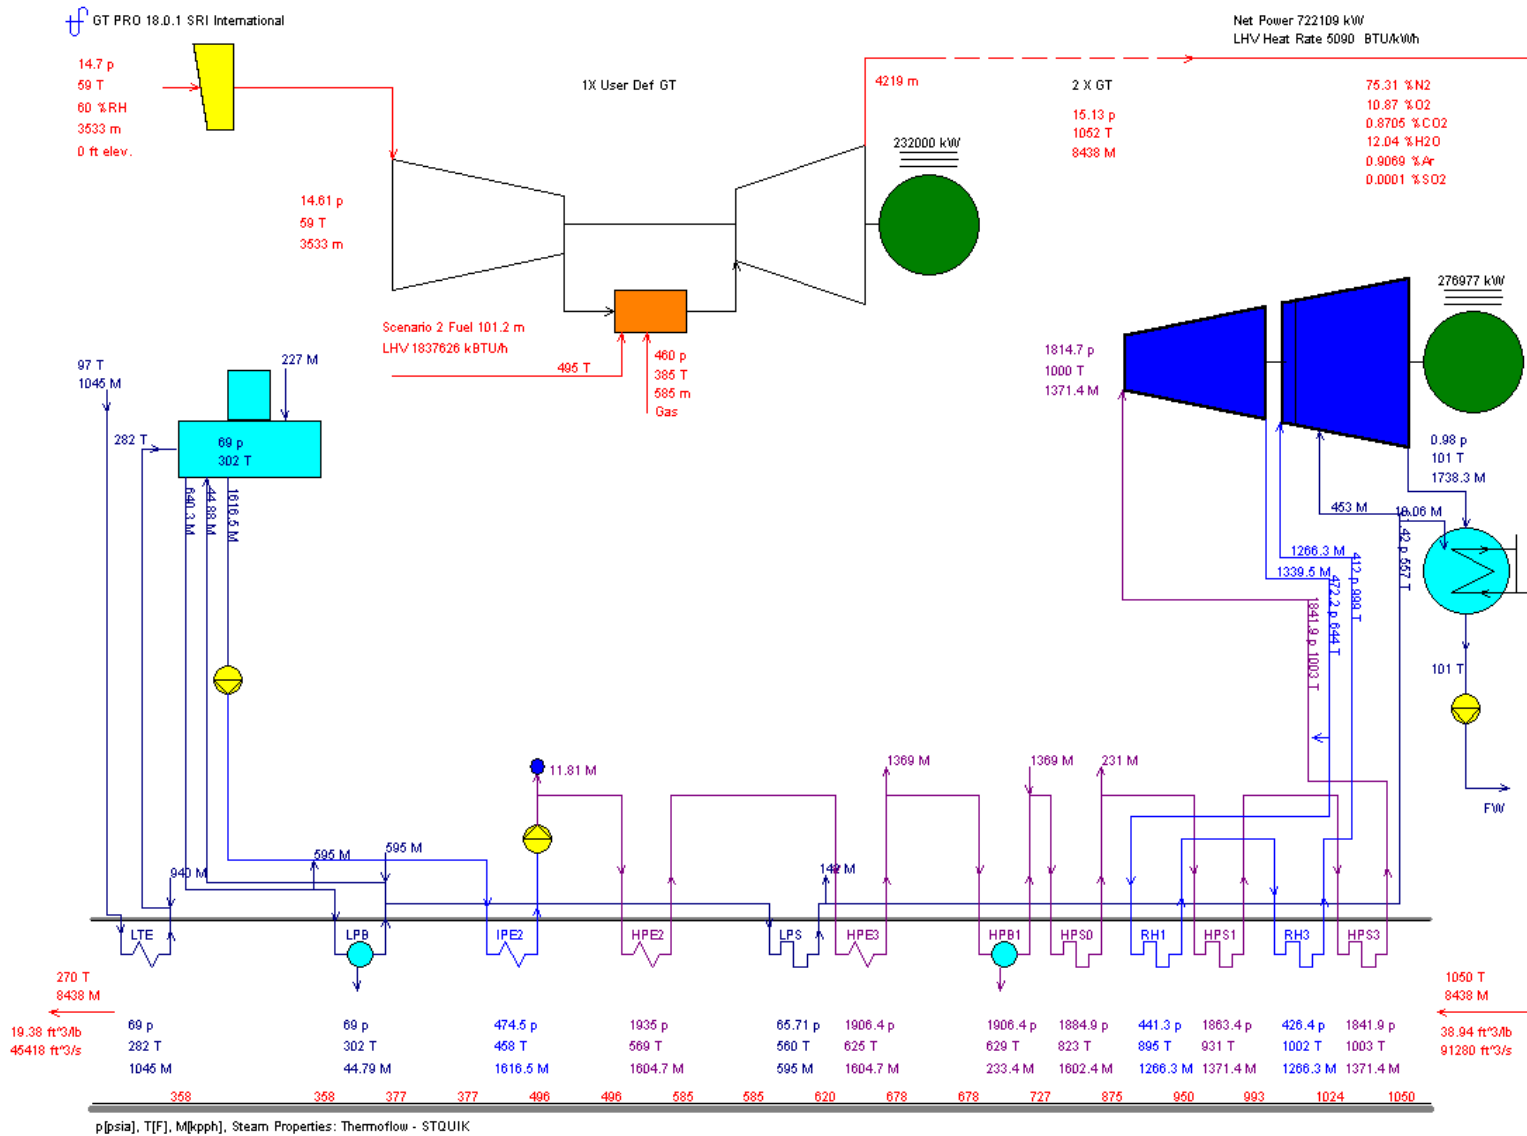 GT PRO 18.0.1 SRI International
Net Power 722109 kW
LHV Heat Rate 5090 BTU/kWh
14.7 p
59 T
60 %RH
3533 m
0 ft elev.
1X User Def GT
4219 m
2 X GT
15.13 p
1052 T
8438 M
75.31 %N2
10.87 %O2
0.8705 %CO2
12.04 %H2O
0.9069 %Ar
0.0001 %SO2
232000 kW
14.61 p
59 T
3533 m
276977 kW
Scenario 2 Fuel 101.2 m
LHV 1837626 kBTU/h
495 T
460 p
385 T
585 m
Gas
1814.7 p
1000 T
1371.4 M
97 T
1045 M
227 M
282 T
69 p
302 T
0.98 p
101 T
1738.3 M
640.3 M
44.88 M
1616.5 M
453 M
18.06 M
1266.3 M
1339.5 M
1841.9 p 1003 T
472.2 p 644 T
412 p 999 T
.42 p 557 T
101 T
FW
11.81 M
1369 M
1369 M
231 M
595 M
595 M
940 M
142 M
LTE
LPB
IPE2
HPE2
LPS
HPE3
HPB1
HPS0
RH1
HPS1
RH3
HPS3
270 T
8438 M
19.38 ft^3/lb
45418 ft^3/s
1050 T
8438 M
38.94 ft^3/lb
91280 ft^3/s
69 p
282 T
1045 M
69 p
302 T
44.79 M
474.5 p
458 T
1616.5 M
1935 p
569 T
1604.7 M
65.71 p
560 T
595 M
1906.4 p
625 T
1604.7 M
1906.4 p
629 T
233.4 M
1884.9 p
823 T
1602.4 M
441.3 p
895 T
1266.3 M
1863.4 p
931 T
1371.4 M
426.4 p
1002 T
1266.3 M
1841.9 p
1003 T
1371.4 M
358 358 377 377 496 496 585 585 620 678 678 727 875 950 993 1024 1050
p[psia], T[F], M[kpph], Steam Properties: Thermoflow - STQUIK